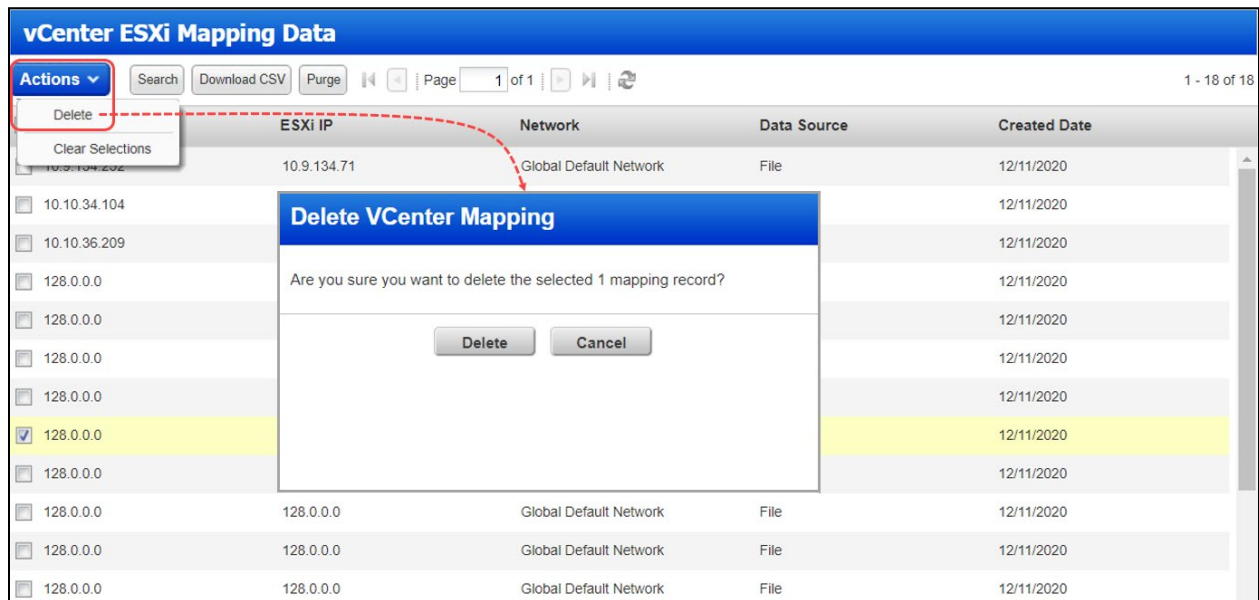 vCenter ESXi Mapping Data
Actions Search Download CSV Purge Page 1 of 1 1 - 18 of 18
Delete
Clear Selections
ESXi IP Network Data Source Created Date
10.9.134.71 Global Default Network File 12/11/2020
10.10.34.104 12/11/2020
10.10.36.209 12/11/2020
128.0.0.0 12/11/2020
128.0.0.0 12/11/2020
128.0.0.0 12/11/2020
128.0.0.0 12/11/2020
128.0.0.0 12/11/2020
128.0.0.0 12/11/2020
Delete VCenter Mapping
Are you sure you want to delete the selected 1 mapping record?
Delete Cancel
128.0.0.0 128.0.0.0 Global Default Network File 12/11/2020
128.0.0.0 128.0.0.0 Global Default Network File 12/11/2020
128.0.0.0 128.0.0.0 Global Default Network File 12/11/2020